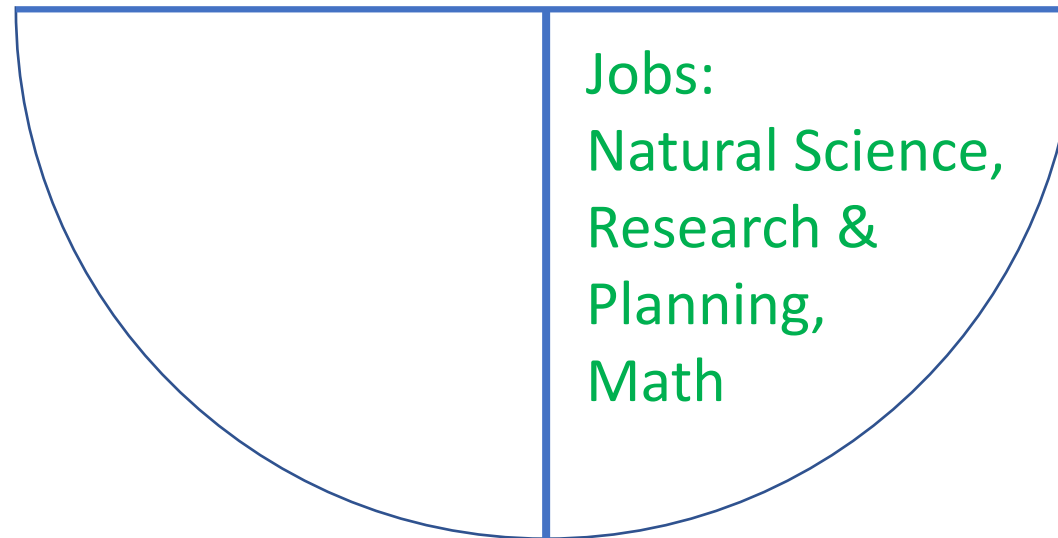 Jobs:
Natural Science,
Research &
Planning,
Math